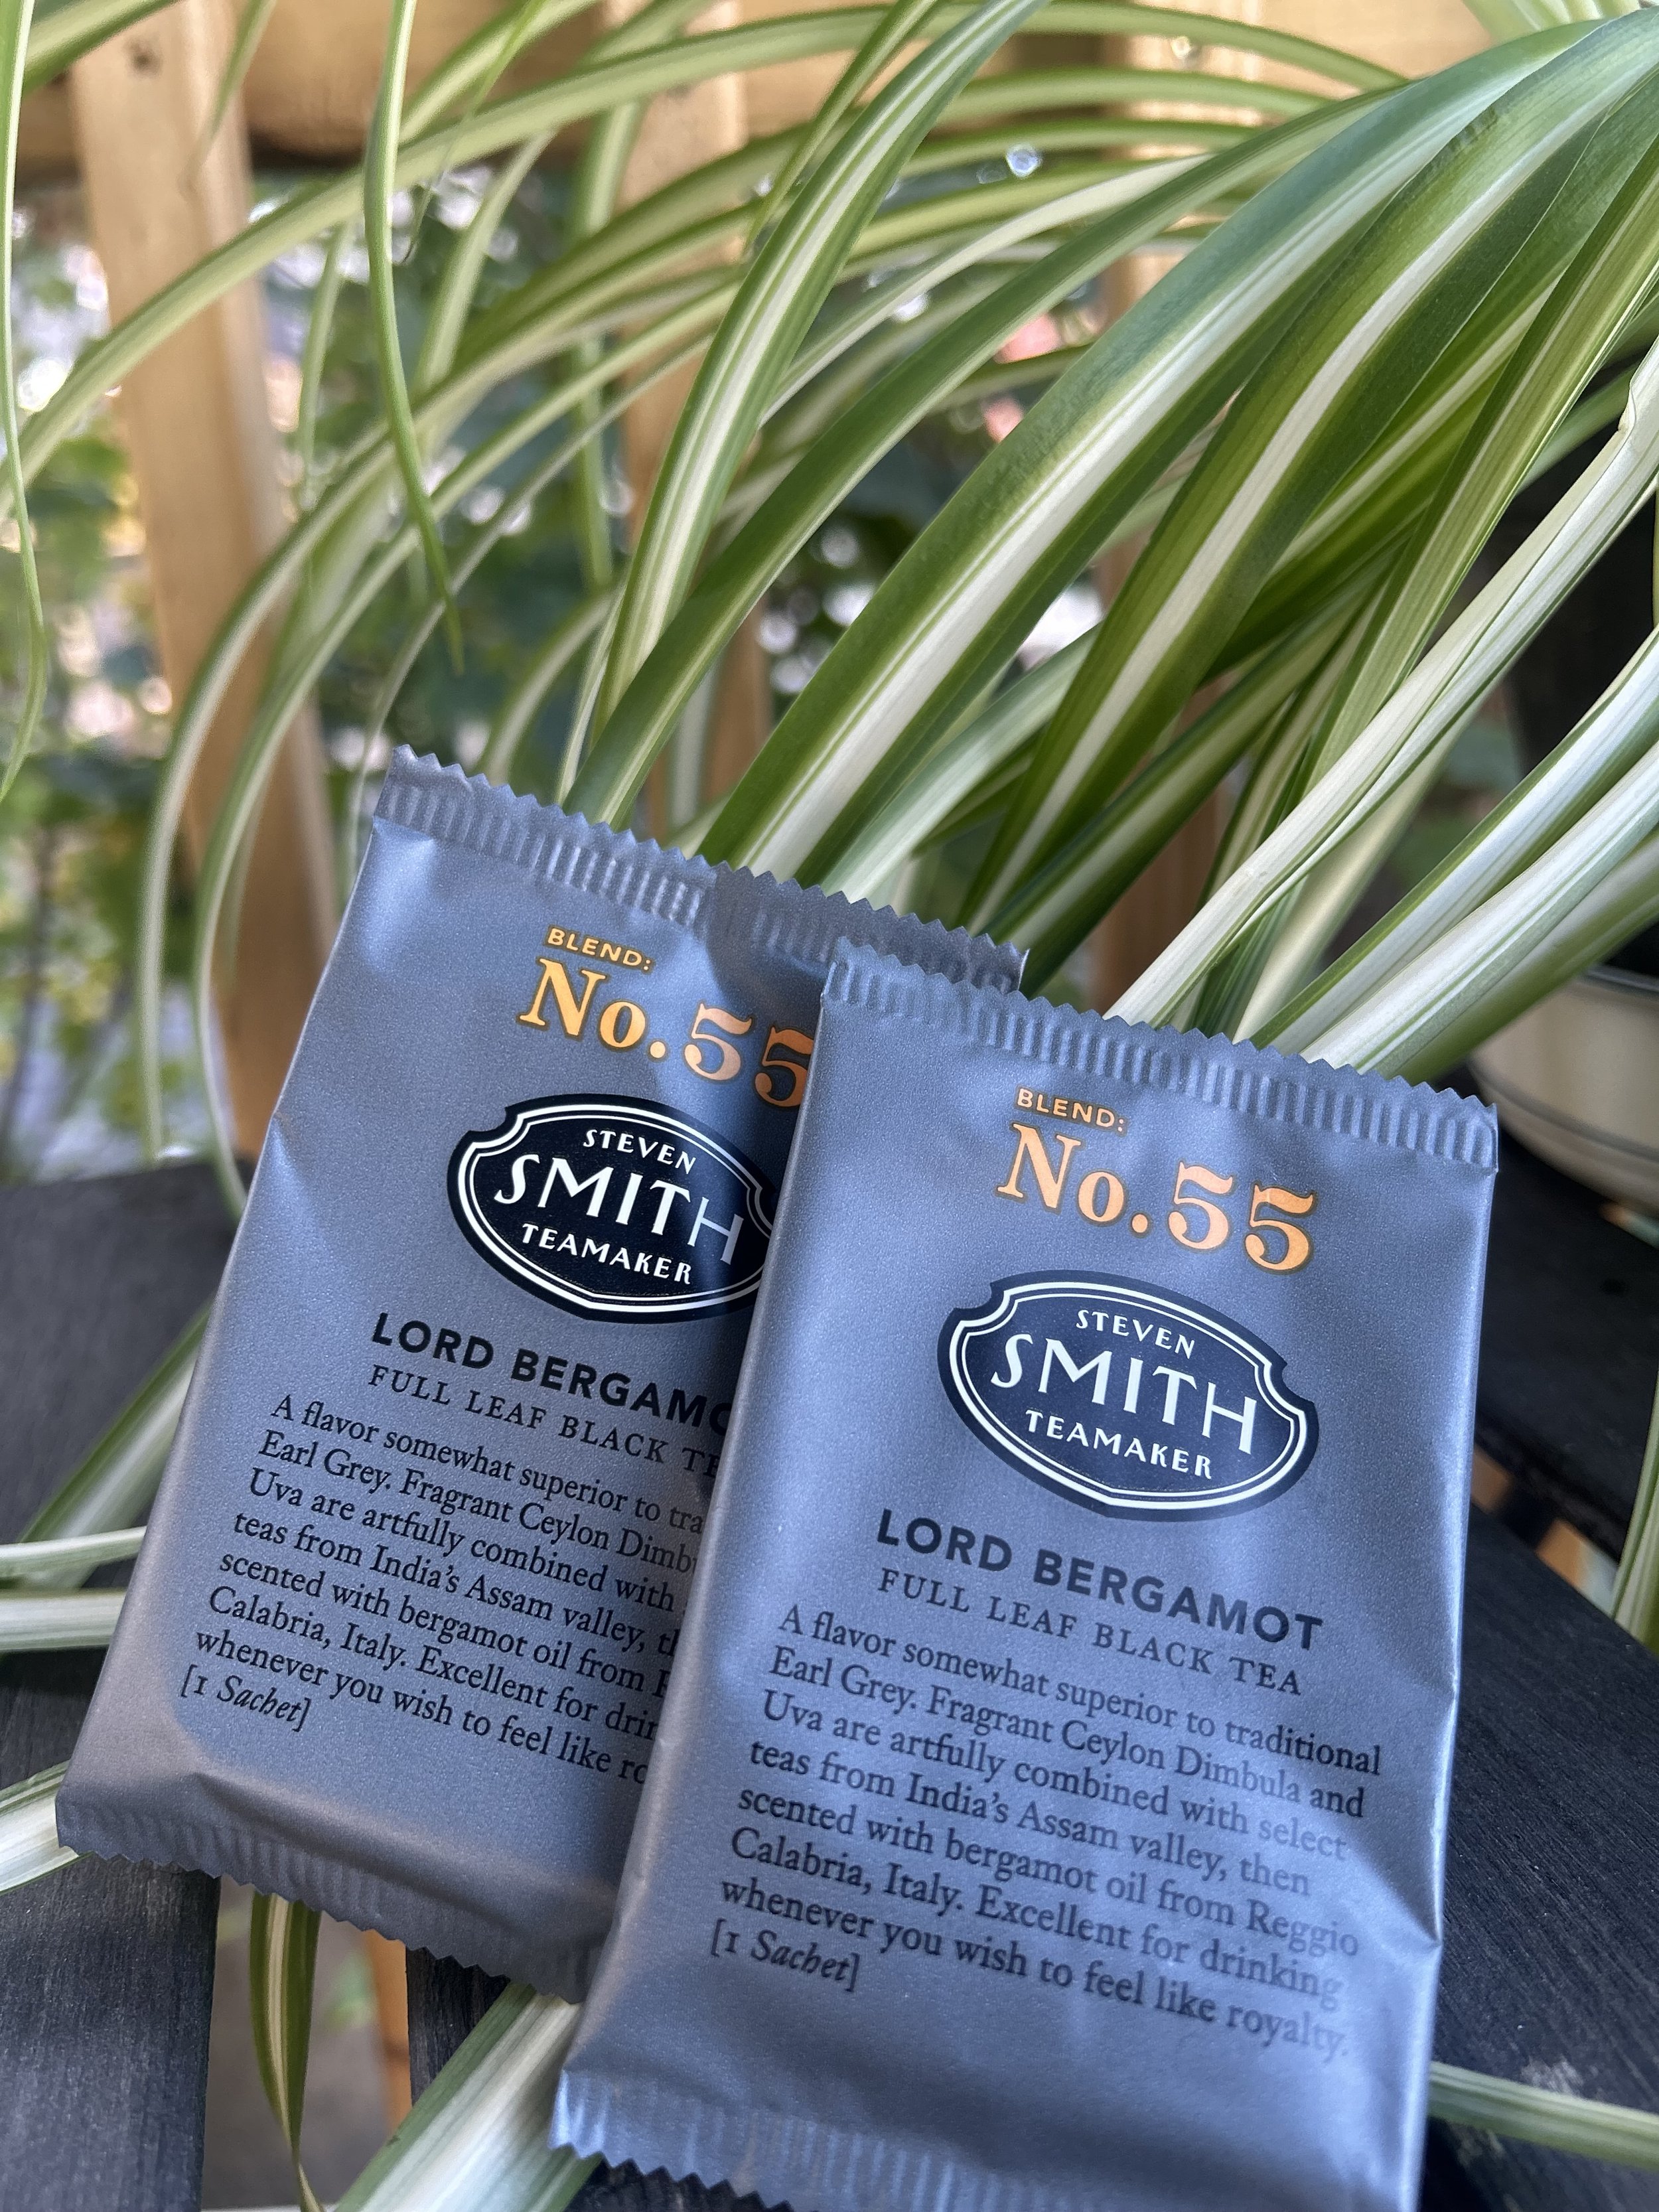 BLEND:
No. 55
STEVEN
SMITH
TEAMAKER
LORD BERGAMO
FULL LEAF BLACK TE
A flavor somewhat superior to tra
Earl Grey. Fragrant Ceylon Dimb
Uva are artfully combined with
teas from India's Assam valley, th
scented with bergamot oil from R
Calabria, Italy. Excellent for drin
whenever you wish to feel like ro
[1 Sachet]
BLEND:
No. 55
STEVEN
SMITH
TEAMAKER
LORD BERGAMOT
FULL LEAF BLACK TEA
A flavor somewhat superior to traditional
Earl Grey. Fragrant Ceylon Dimbula and
Uva are artfully combined with select
teas from India's Assam valley, then
scented with bergamot oil from Reggio
Calabria, Italy. Excellent for drinking
whenever you wish to feel like royalty.
[1 Sachet]